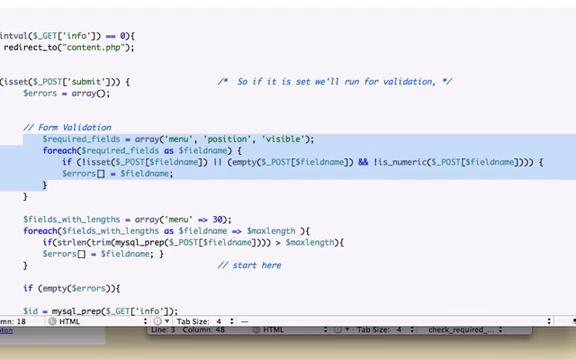 intval($_GET['info']) == 0){
redirect_to("content.php");
(isset($_POST['submit'])) { /* So if it is set we'll run for validation, */
$errors = array();
// Form Validation
$required_fields = array('menu', 'position', 'visible');
foreach($required_fields as $fieldname) {
if (!isset($_POST[$fieldname]) || (empty($_POST[$fieldname]) && !is_numeric($_POST[$fieldname]))) {
$errors[] = $fieldname;
}
}
$fields_with_lengths = array('menu' => 30);
foreach($fields_with_lengths as $fieldname => $maxlength ){
if(strlen(trim(mysql_prep($_POST[$fieldname]))) > $maxlength){
$errors[] = $fieldname; }
} // start here
if (empty($errors)){
$id = mysql_prep($_GET['info']);
mn: 18 HTML Tab Size: 4 —
Line: 3 Column: 48 HTML Tab Size: 4 check_required_...